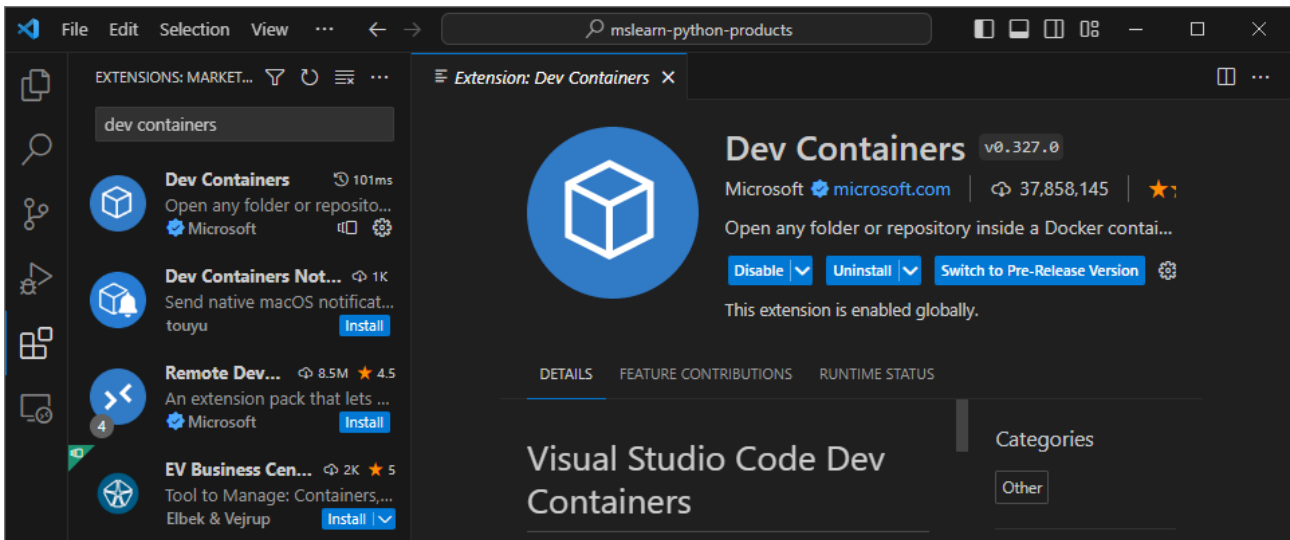 File Edit Selection View ··· mslearn-python-products
EXTENSIONS: MARKET... ···
dev containers
Dev Containers 101ms
Open any folder or reposito...
Microsoft
Dev Containers Not... 1K
Send native macOS notificat...
touyu Install
Remote Dev... 8.5M ★ 4.5
An extension pack that lets ...
4 Microsoft Install
EV Business Cen... 2K ★ 5
Tool to Manage: Containers,...
Elbek & Vejrup Install
Extension: Dev Containers
Dev Containers v0.327.0
Microsoft microsoft.com | 37,858,145 | ★
Open any folder or repository inside a Docker contai...
Disable Uninstall Switch to Pre-Release Version
This extension is enabled globally.
DETAILS FEATURE CONTRIBUTIONS RUNTIME STATUS
Visual Studio Code Dev
Containers
Categories
Other